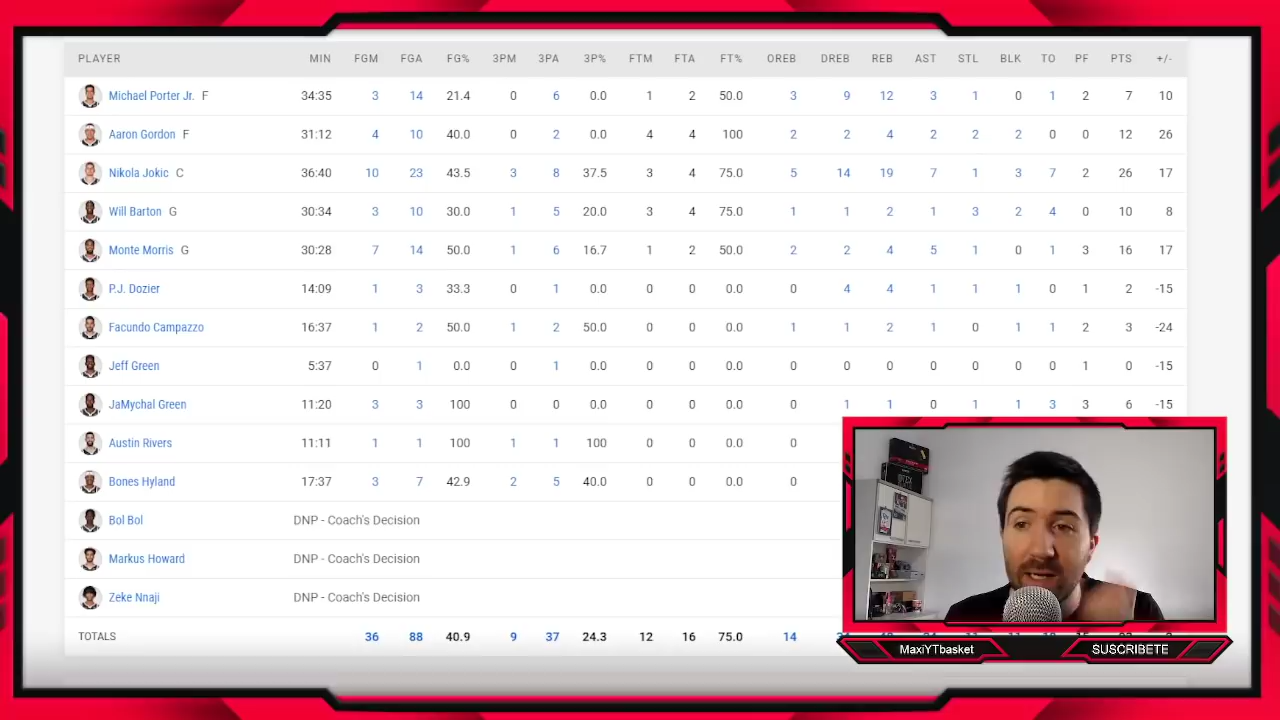 PLAYER MIN FGM FGA FG% 3PM 3PA 3P% FTM FTA FT% OREB DREB REB AST STL BLK TO PF PTS +/-
Michael Porter Jr. F 34:35 3 14 21.4 0 6 0.0 1 2 50.0 3 9 12 3 1 0 1 2 7 10
Aaron Gordon F 31:12 4 10 40.0 0 2 0.0 4 4 100 2 2 4 2 2 2 0 0 12 26
Nikola Jokic C 36:40 10 23 43.5 3 8 37.5 3 4 75.0 5 14 19 7 1 3 7 2 26 17
Will Barton G 30:34 3 10 30.0 1 5 20.0 3 4 75.0 1 1 2 1 3 2 4 0 10 8
Monte Morris G 30:28 7 14 50.0 1 6 16.7 1 2 50.0 2 2 4 5 1 0 1 3 16 17
P.J. Dozier 14:09 1 3 33.3 0 1 0.0 0 0 0.0 0 4 4 1 1 1 0 1 2 -15
Facundo Campazzo 16:37 1 2 50.0 1 2 50.0 0 0 0.0 1 1 2 1 0 1 1 2 3 -24
Jeff Green 5:37 0 1 0.0 0 1 0.0 0 0 0.0 0 0 0 0 0 0 0 1 0 -15
JaMychal Green 11:20 3 3 100 0 0 0.0 0 0 0.0 0 1 1 0 1 1 3 3 6 -15
Austin Rivers 11:11 1 1 100 1 1 100 0 0 0.0 0
Bones Hyland 17:37 3 7 42.9 2 5 40.0 0 0 0.0 0
Bol Bol DNP - Coach's Decision
Markus Howard DNP - Coach's Decision
Zeke Nnaji DNP - Coach's Decision
TOTALS 36 88 40.9 9 37 24.3 12 16 75.0 14
MaxiYTbasket SUSCRIBETE